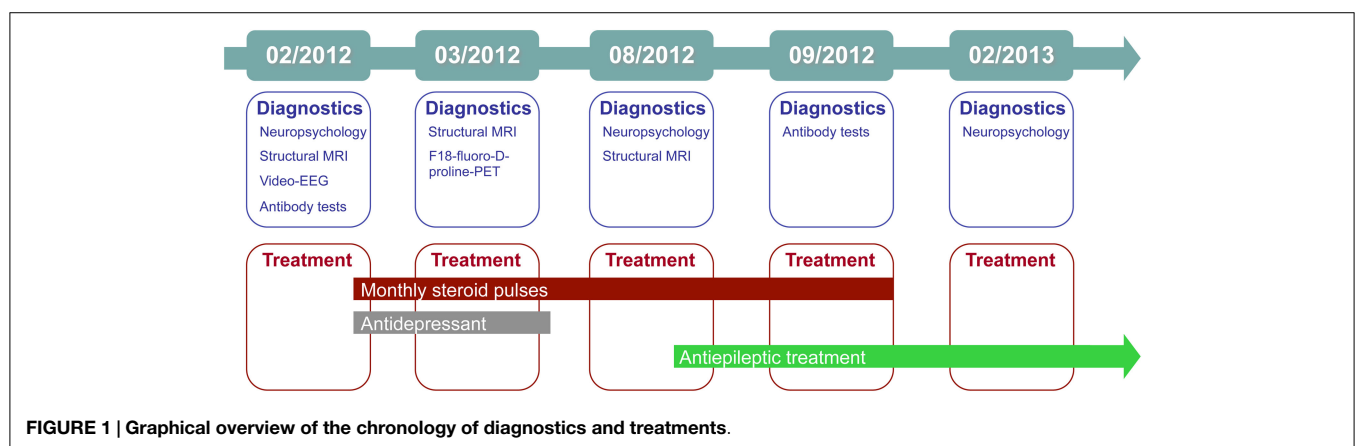 02/2012 03/2012 08/2012 09/2012 02/2013
Diagnostics
Neuropsychology
Structural MRI
Video-EEG
Antibody tests
Diagnostics
Structural MRI
F18-fluoro-D-
proline-PET
Diagnostics
Neuropsychology
Structural MRI
Diagnostics
Antibody tests
Diagnostics
Neuropsychology
Treatment Treatment Treatment Treatment Treatment
Monthly steroid pulses
Antidepressant
Antiepileptic treatment
FIGURE 1 | Graphical overview of the chronology of diagnostics and treatments.